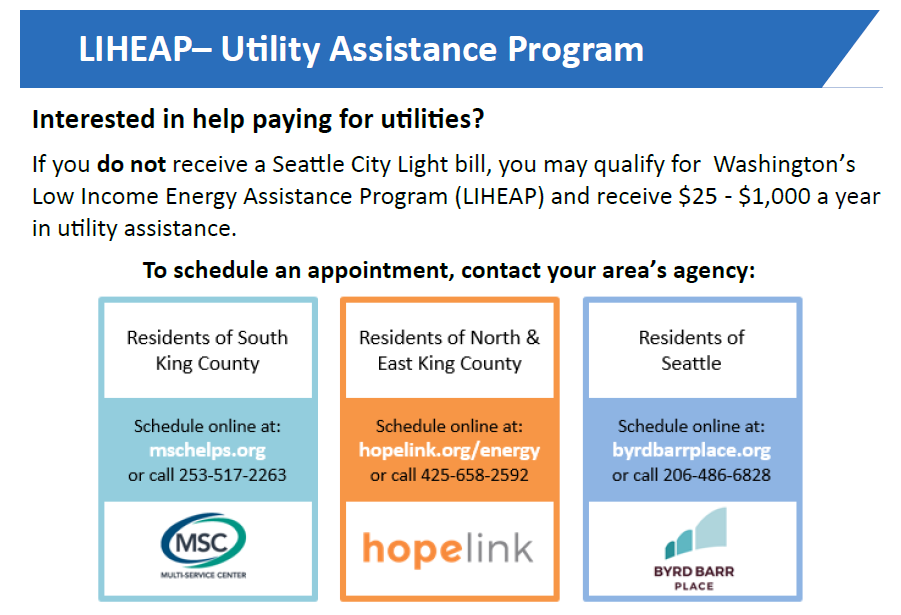 LIHEAP– Utility Assistance Program
Interested in help paying for utilities?
If you do not receive a Seattle City Light bill, you may qualify for Washington's
Low Income Energy Assistance Program (LIHEAP) and receive $25 - $1,000 a year
in utility assistance.
To schedule an appointment, contact your area's agency:
Residents of South
King County
Schedule online at:
mschelps.org
or call 253-517-2263
MSC
MULTI-SERVICE CENTER
Residents of North &
East King County
Schedule online at:
hopelink.org/energy
or call 425-658-2592
hopelink
Residents of
Seattle
Schedule online at:
byrdbarrplace.org
or call 206-486-6828
BYRD BARR
PLACE